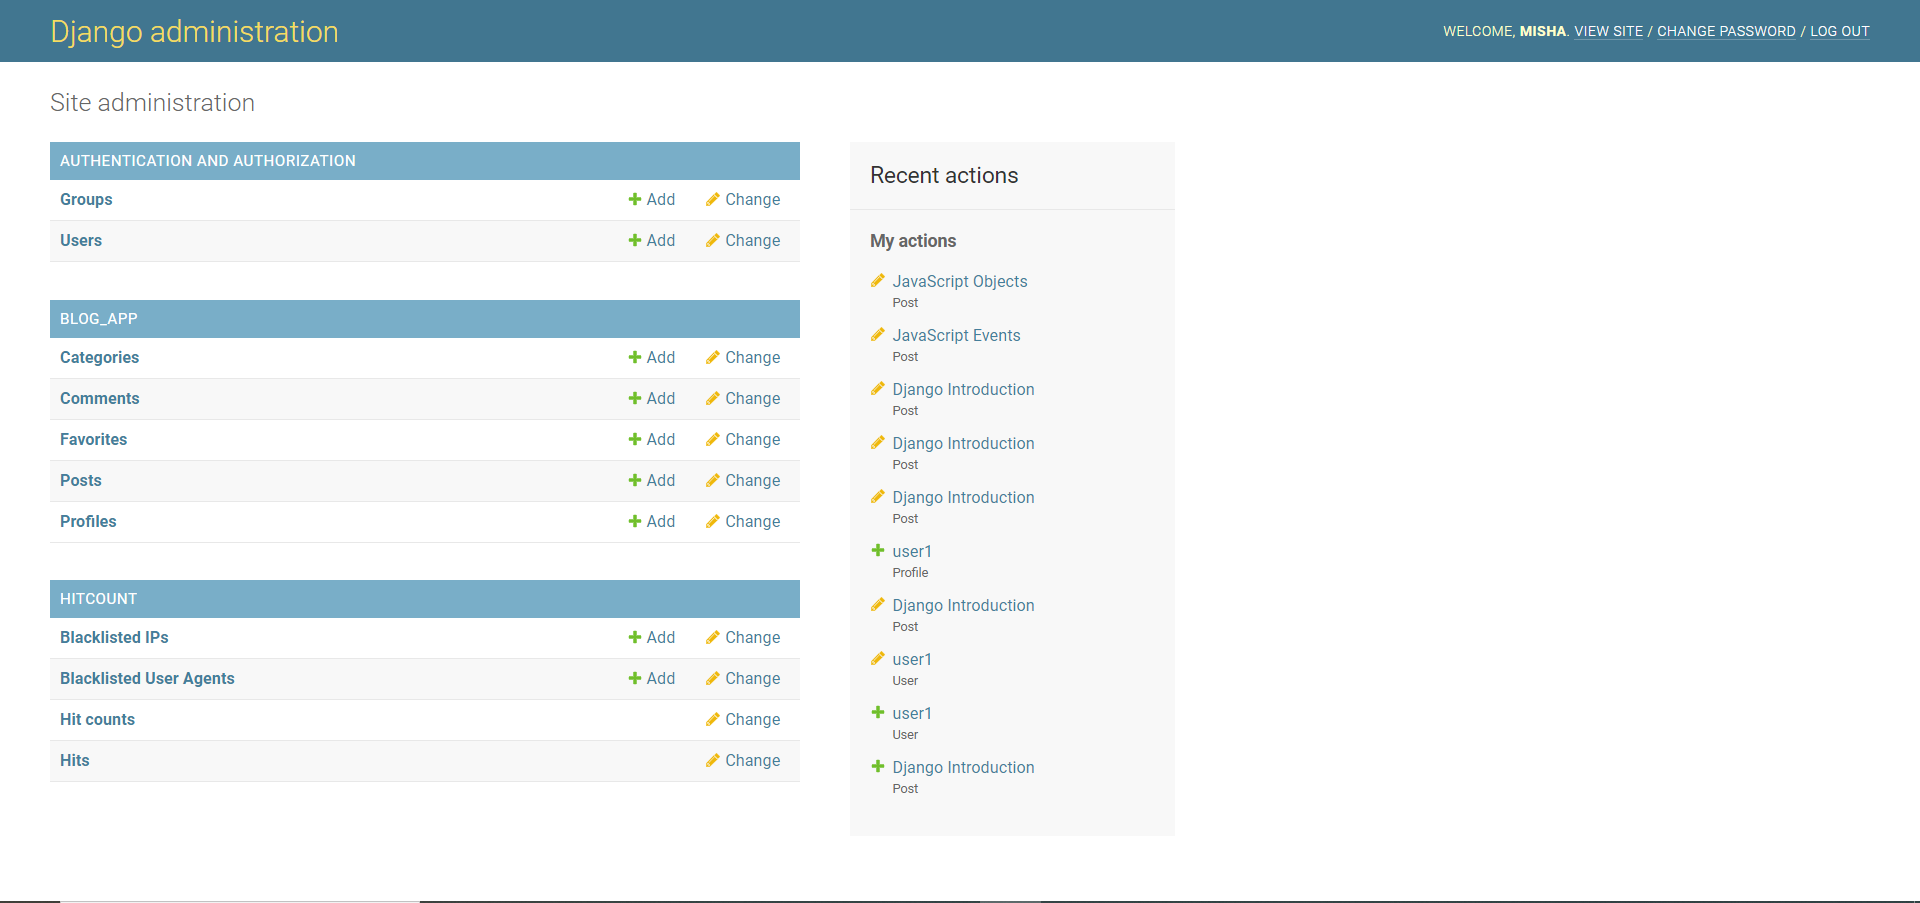 Django administration
WELCOME, MISHA. VIEW SITE / CHANGE PASSWORD / LOG OUT
Site administration
AUTHENTICATION AND AUTHORIZATION
Groups Add Change
Users Add Change
BLOG_APP
Categories Add Change
Comments Add Change
Favorites Add Change
Posts Add Change
Profiles Add Change
HITCOUNT
Blacklisted IPs Add Change
Blacklisted User Agents Add Change
Hit counts Change
Hits Change
Recent actions
My actions
JavaScript Objects
Post
JavaScript Events
Post
Django Introduction
Post
Django Introduction
Post
Django Introduction
Post
user1
Profile
Django Introduction
Post
user1
User
user1
User
Django Introduction
Post